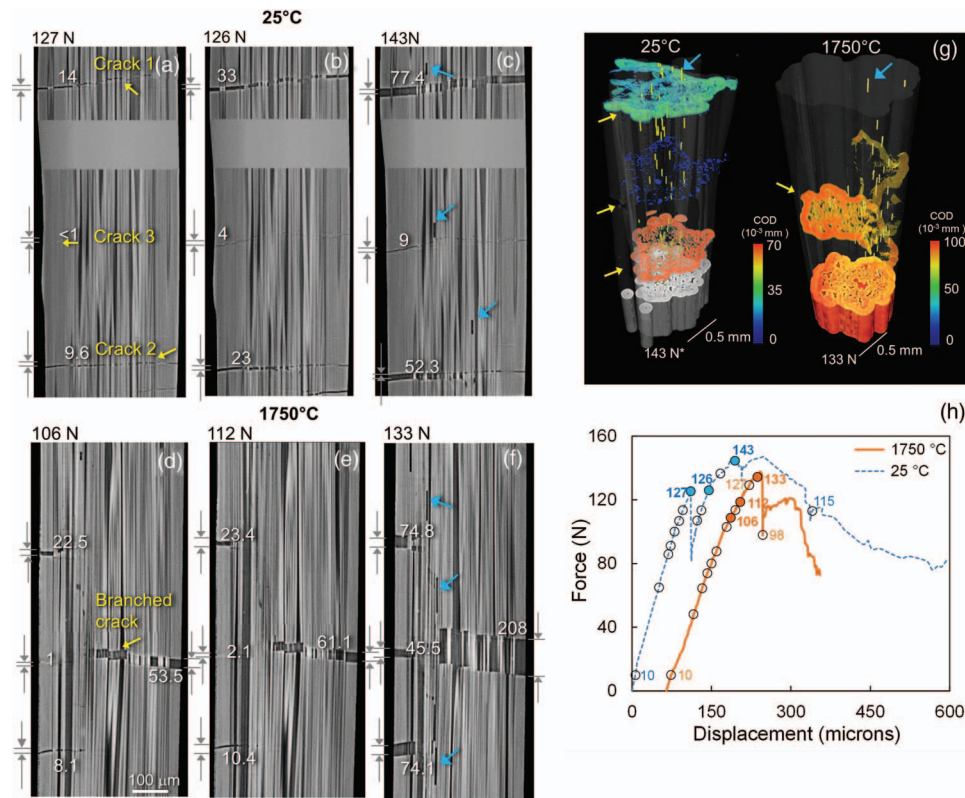 25°C
127 N
126 N
143N
(a)
(b)
(c)
14
Crack 1
33
77.4
<1
Crack 3
4
9
9.6
Crack 2
23
52.3
1750°C
106 N
112 N
133 N
(d)
(e)
(f)
22.5
23.4
74.8
Branched
crack
1
53.5
2.1
61.1
45.5
208
8.1
10.4
74.1
100 µm
25°C
1750°C
(g)
COD
(10⁻³ mm)
70
35
0
0.5 mm
143 N*
COD
(10⁻³ mm)
100
50
0
0.5 mm
133 N
(h)
160
120
80
40
0
Force (N)
1750 °C
25 °C
143
127
126
127
133
112
106
115
98
10
10
0
150
300
450
600
Displacement (microns)